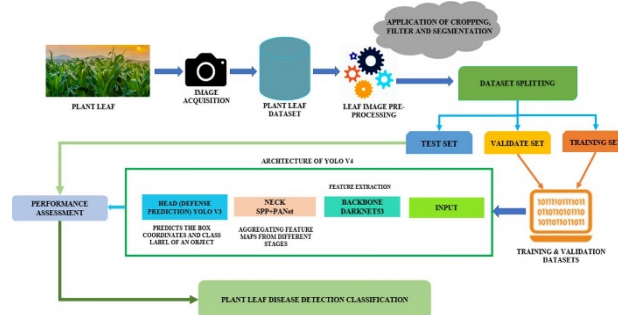 APPLICATION OF CROPPING,
FILTER AND SEGMENTATION
PLANT LEAF
IMAGE
ACQUISITION
PLANT LEAF
DATASET
LEAF IMAGE PRE-
PROCESSING
DATASET SPLITTING
TEST SET
VALIDATE SET
TRAINING SET
ARCHITECTURE OF YOLO V4
PERFORMANCE
ASSESSMENT
HEAD (DEFENSE
PREDICTION) YOLO V3
PREDICTS THE BOX
COORDINATES AND CLASS
LABEL OF AN OBJECT
NECK
SPP+PANet
AGGREGATING FEATURE
MAPS FROM DIFFERENT
STAGES
FEATURE EXTRACTION
BACKBONE
DARKNET53
INPUT
TRAINING & VALIDATION
DATASETS
PLANT LEAF DISEASE DETECTION CLASSIFICATION